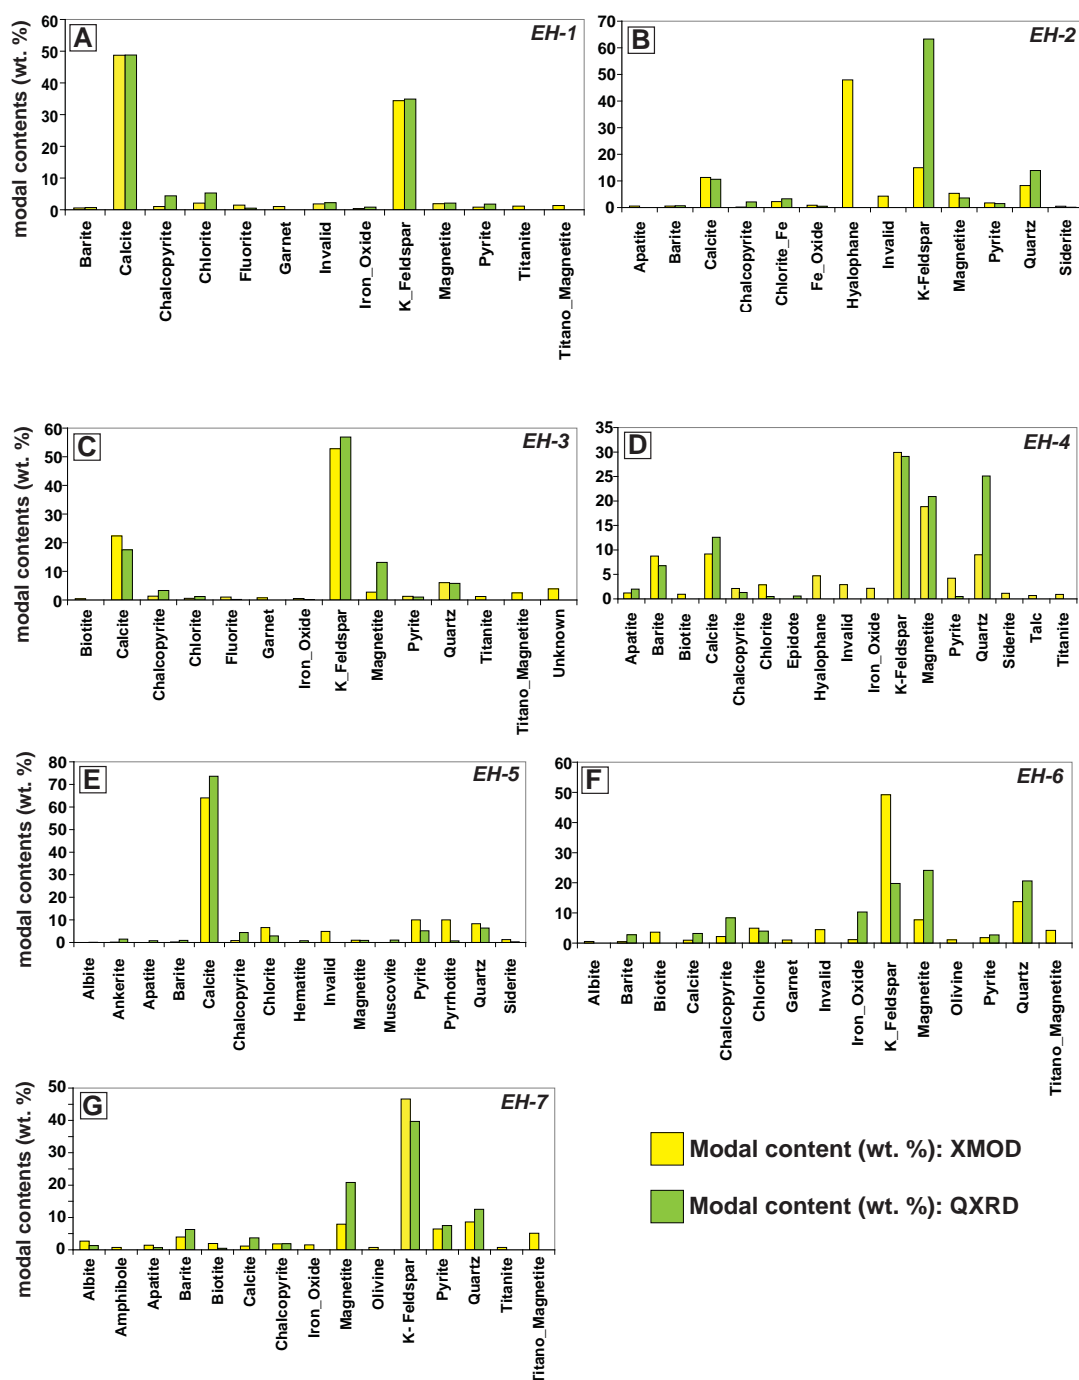 modal contents (wt. %)
A
EH-1
60
50
40
30
20
10
0
Barite
Calcite
Chalcopyrite
Chlorite
Fluorite
Garnet
Invalid
Iron_Oxide
K_Feldspar
Magnetite
Pyrite
Titanite
Titano_Magnetite
B
EH-2
70
60
50
40
30
20
10
0
Apatite
Barite
Calcite
Chalcopyrite
Chlorite_Fe
Fe_Oxide
Hyalophane
Invalid
K-Feldspar
Magnetite
Pyrite
Quartz
Siderite
modal contents (wt. %)
C
EH-3
60
50
40
30
20
10
0
Biotite
Calcite
Chalcopyrite
Chlorite
Fluorite
Garnet
Iron_Oxide
K_Feldspar
Magnetite
Pyrite
Quartz
Titanite
Titano_Magnetite
Unknown
D
EH-4
35
30
25
20
15
10
5
0
Apatite
Barite
Biotite
Calcite
Chalcopyrite
Chlorite
Epidote
Hyalophane
Invalid
Iron_Oxide
K-Feldspar
Magnetite
Pyrite
Quartz
Siderite
Talc
Titanite
modal contents (wt. %)
E
EH-5
80
70
60
50
40
30
20
10
0
Albite
Ankerite
Apatite
Barite
Calcite
Chalcopyrite
Chlorite
Hematite
Invalid
Magnetite
Muscovite
Pyrite
Pyrrhotite
Quartz
Siderite
F
EH-6
60
50
40
30
20
10
0
Albite
Barite
Biotite
Calcite
Chalcopyrite
Chlorite
Garnet
Invalid
Iron_Oxide
K_Feldspar
Magnetite
Olivine
Pyrite
Quartz
Titano_Magnetite
modal contents (wt. %)
G
EH-7
50
40
30
20
10
0
Albite
Amphibole
Apatite
Barite
Biotite
Calcite
Chalcopyrite
Iron_Oxide
Magnetite
Olivine
K- Feldspar
Pyrite
Quartz
Titanite
Titano_Magnetite
Modal content (wt. %): XMOD
Modal content (wt. %): QXRD